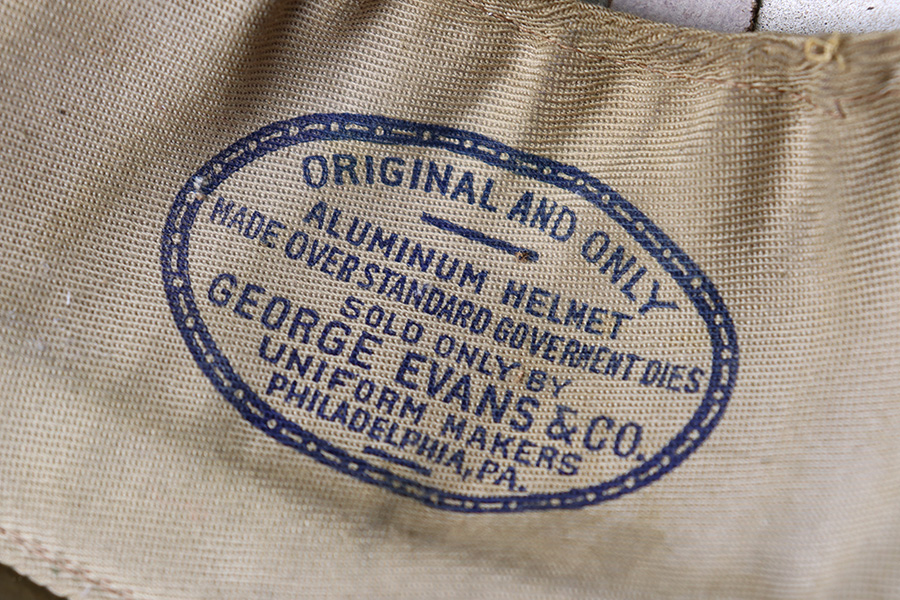 ORIGINAL AND ONLY
ALUMINUM HELMET
MADE OVER STANDARD GOVERMENT DIES
SOLD ONLY BY
GEORGE EVANS & CO.
UNIFORM MAKERS
PHILADELPHIA, PA.